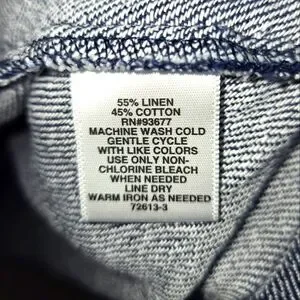 55% LINEN
45% COTTON
RN#93677
MACHINE WASH COLD
GENTLE CYCLE
WITH LIKE COLORS
USE ONLY NON-
CHLORINE BLEACH
WHEN NEEDED
LINE DRY
WARM IRON AS NEEDED
72613-3